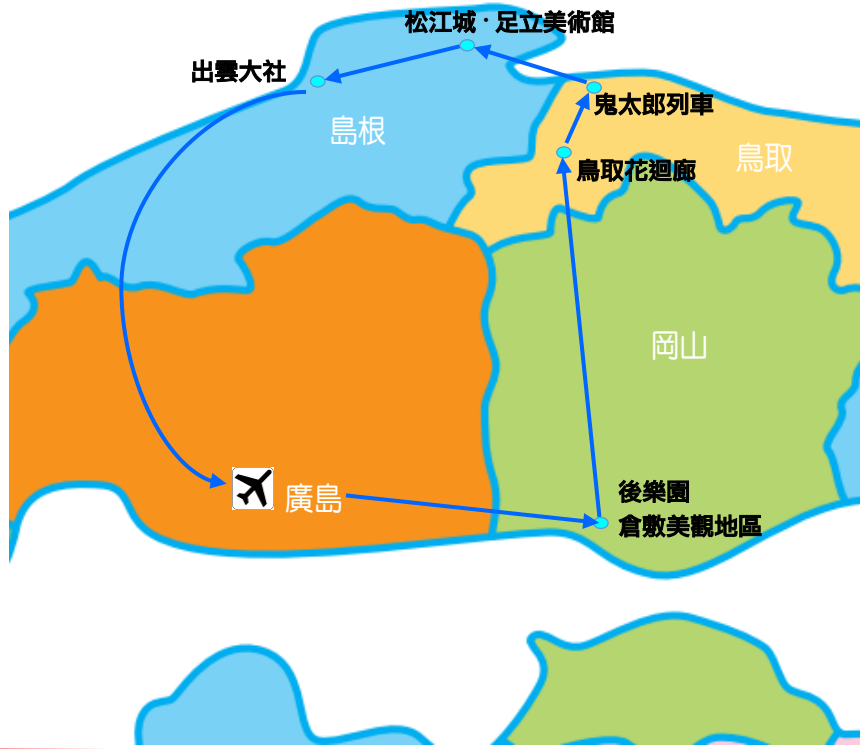 松江城·足立美術館
出雲大社
鬼太郎列車
島根
鳥取
鳥取花迴廊
岡山
廣島
後樂園
倉敷美觀地區